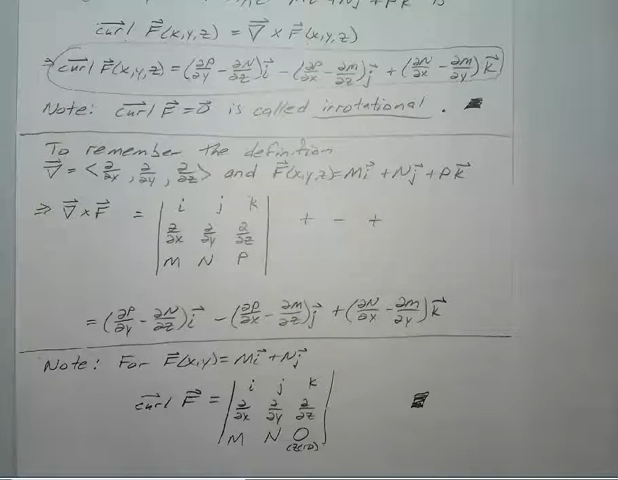 curl F⃗(x,y,z) = ∇⃗ × F⃗(x,y,z)
⇒ curl F⃗(x,y,z) = (∂P/∂y - ∂N/∂z)i⃗ - (∂P/∂x - ∂M/∂z)j⃗ + (∂N/∂x - ∂M/∂y)k⃗
Note: curl F⃗ = 0⃗ is called irrotational.
To remember the definition
∇⃗ = <∂/∂x, ∂/∂y, ∂/∂z> and F⃗(x,y,z)=Mi⃗ + Nj⃗ + Pk⃗
⇒ ∇⃗ × F⃗ = | i j k | + - +
| ∂/∂x ∂/∂y ∂/∂z |
| M N P |
= (∂P/∂y - ∂N/∂z)i⃗ - (∂P/∂x - ∂M/∂z)j⃗ + (∂N/∂x - ∂M/∂y)k⃗
Note: For F⃗(x,y)= Mi⃗ + Nj⃗
curl F⃗ = | i j k |
| ∂/∂x ∂/∂y ∂/∂z |
| M N 0 |
(z=0)